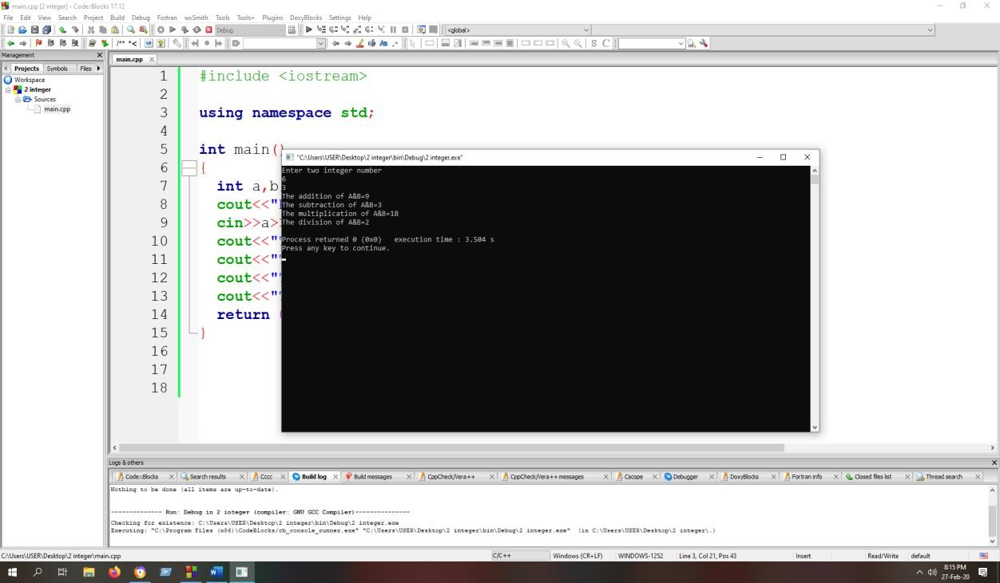 main.cpp [2 integer] - Code::Blocks 17.12
File Edit View Search Project Build Debug Fortran wxSmith Tools Tools+ Plugins DoxyBlocks Settings Help
Debug <global>
/** *<
S C
Management
Projects Symbols Files
Workspace
2 integer
Sources
main.cpp
main.cpp
1 #include <iostream>
2
3 using namespace std;
4
5 int main()
6 {
7 int a,b
8 cout<<"
9 cin>>a>
10 cout<<"
11 cout<<"
12 cout<<"
13 cout<<"
14 return
15 }
16
17
18
"C:\Users\USER\Desktop\2 integer\bin\Debug\2 integer.exe"
Enter two integer number
6
3
The addition of A&B=9
The subtraction of A&B=3
The multiplication of A&B=18
The division of A&B=2
Process returned 0 (0x0)   execution time : 3.504 s
Press any key to continue.
Logs & others
Code::Blocks Search results Cccc Build log Build messages CppCheck/Vera++ CppCheck/Vera++ messages Cscope Debugger DoxyBlocks Fortran info Closed files list Thread search
Nothing to be done (all items are up-to-date).
-------------- Run: Debug in 2 integer (compiler: GNU GCC Compiler)---------------
Checking for existence: C:\Users\USER\Desktop\2 integer\bin\Debug\2 integer.exe
Executing: "C:\Program Files (x86)\CodeBlocks/cb_console_runner.exe" "C:\Users\USER\Desktop\2 integer\bin\Debug\2 integer.exe"  (in C:\Users\USER\Desktop\2 integer\.)
C:\Users\USER\Desktop\2 integer\main.cpp C/C++ Windows (CR+LF) WINDOWS-1252 Line 3, Col 21, Pos 43 Insert Read/Write default
8:15 PM
27-Feb-20